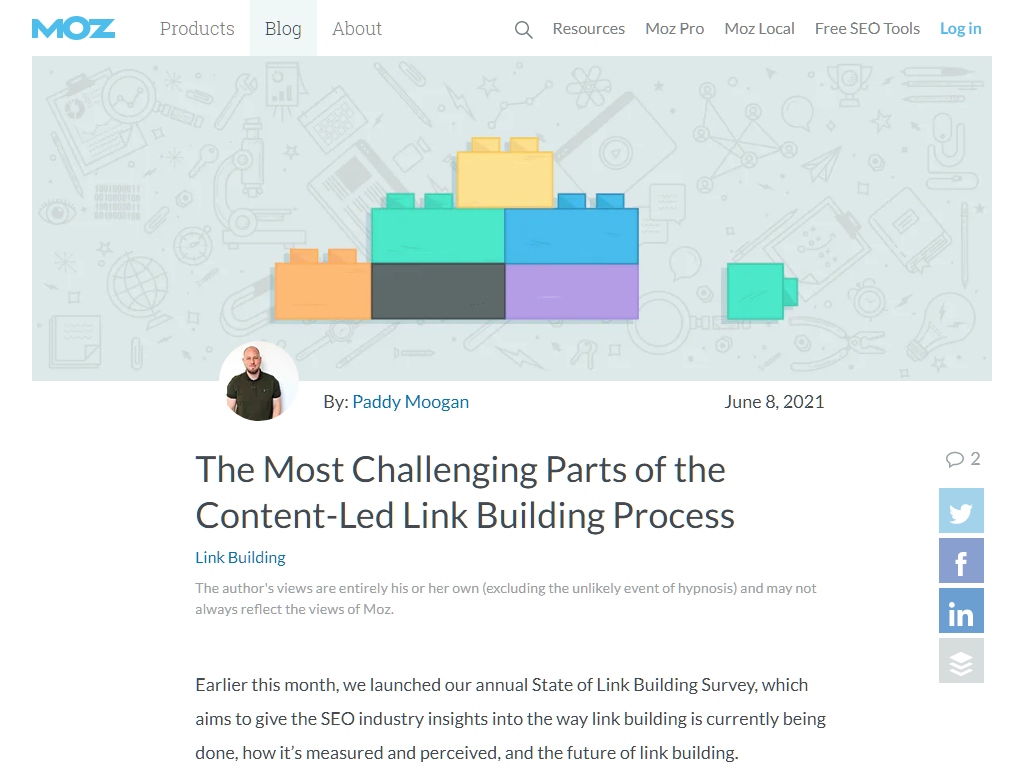 MOZ
Products Blog About Resources Moz Pro Moz Local Free SEO Tools Log in
By: Paddy Moogan June 8, 2021
The Most Challenging Parts of the
Content-Led Link Building Process
2
Link Building
The author's views are entirely his or her own (excluding the unlikely event of hypnosis) and may not
always reflect the views of Moz.
Earlier this month, we launched our annual State of Link Building Survey, which
aims to give the SEO industry insights into the way link building is currently being
done, how it’s measured and perceived, and the future of link building.